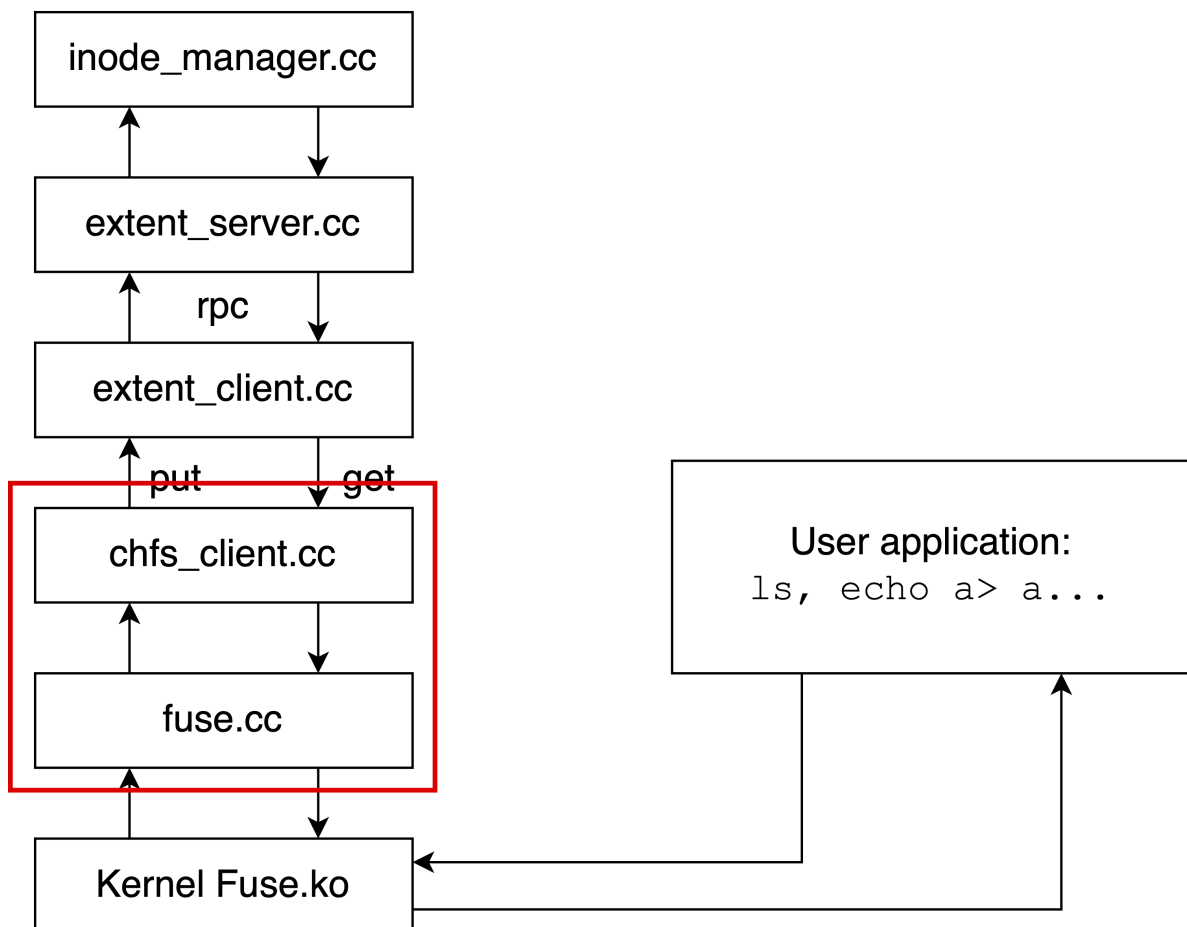 inode_manager.cc
extent_server.cc
rpc
extent_client.cc
put get
chfs_client.cc
fuse.cc
Kernel Fuse.ko
User application:
ls, echo a> a...